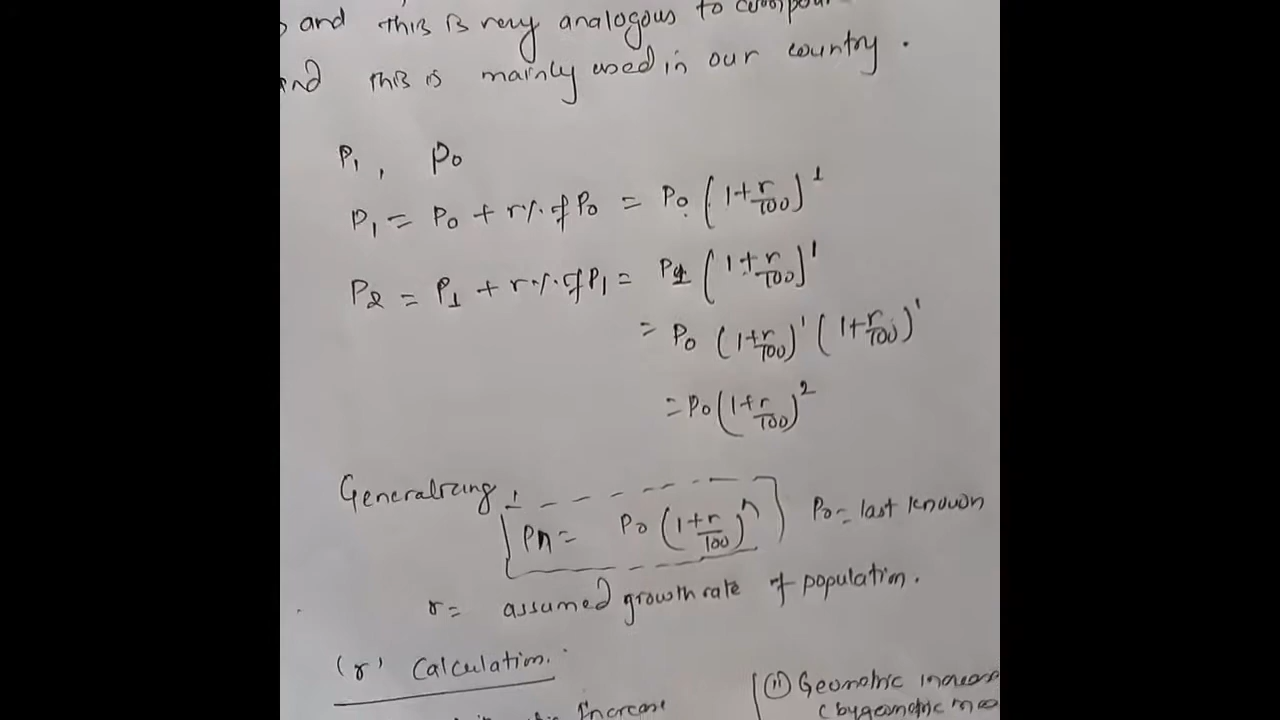 and this is very analogous to
and this is mainly used in our country.
P1, P0
P1 = P0 + r% of P0 = P0 (1+r/100)^1
P2 = P1 + r% of P1 = P1 (1+r/100)^1
= P0 (1+r/100)^1 (1+r/100)^1
= P0 (1+r/100)^2
Generalizing
Pn = P0 (1+r/100)^n P0 = last known
r = assumed growth rate of population.
(r' Calculation.
Increase (ii) Geometric increas
(by geometric